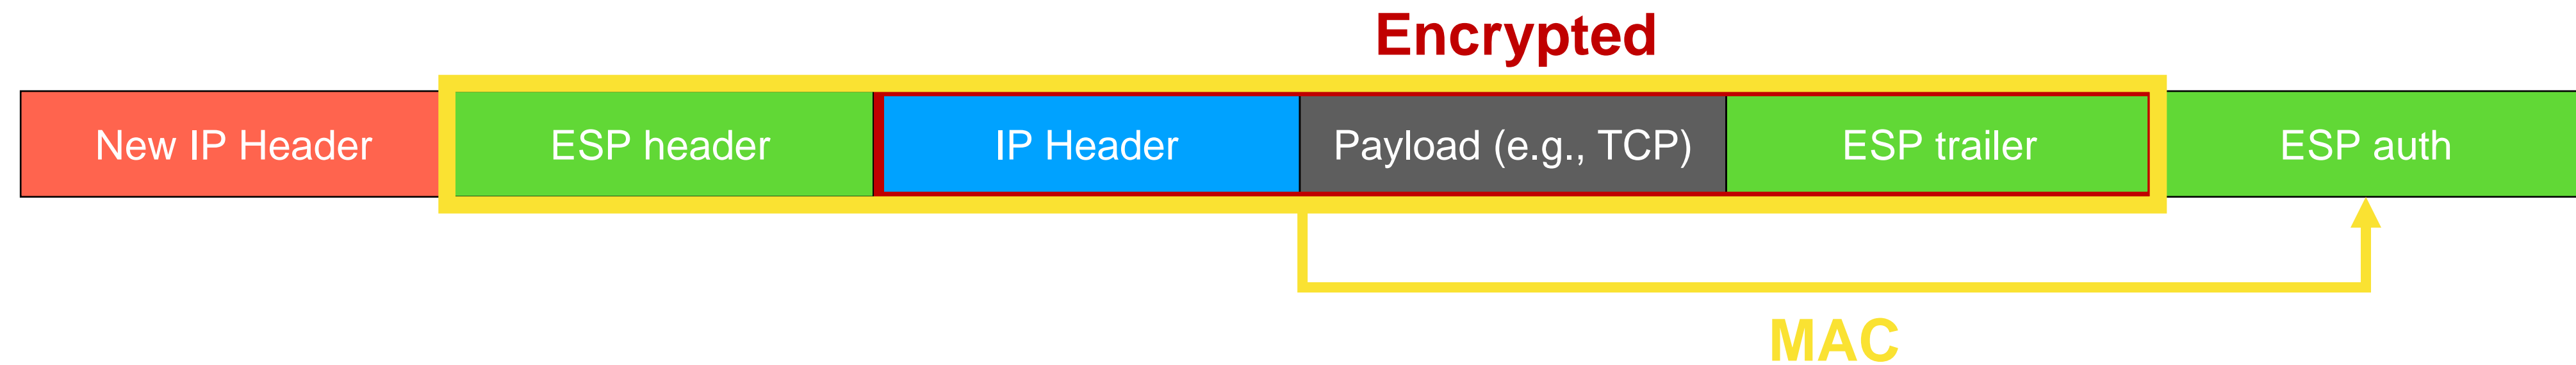 Encrypted
New IP Header
ESP header
IP Header
Payload (e.g., TCP)
ESP trailer
ESP auth
MAC